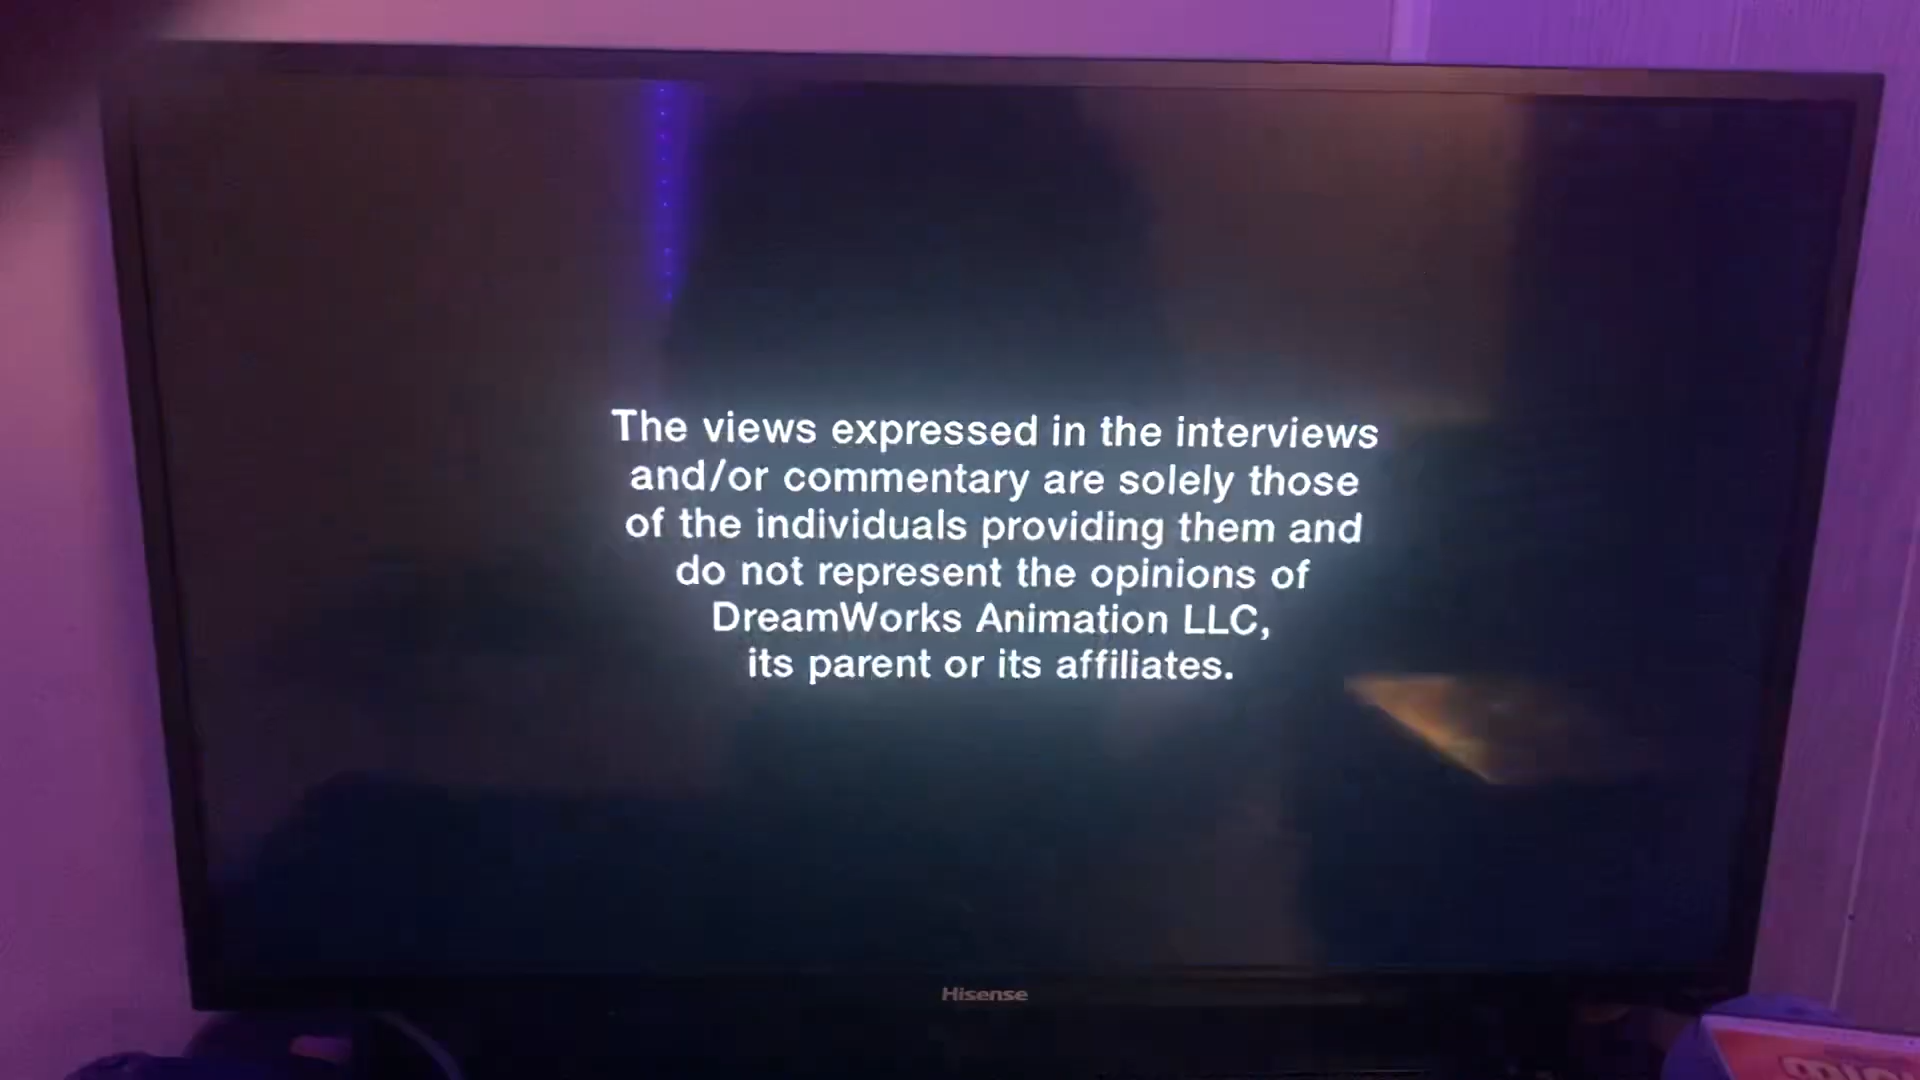 The views expressed in the interviews
and/or commentary are solely those
of the individuals providing them and
do not represent the opinions of
DreamWorks Animation LLC,
its parent or its affiliates.
Hisense